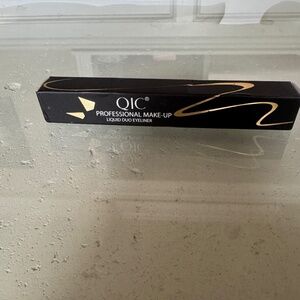 QIC®
PROFESSIONAL MAKE-UP
LIQUID DUO EYELINER